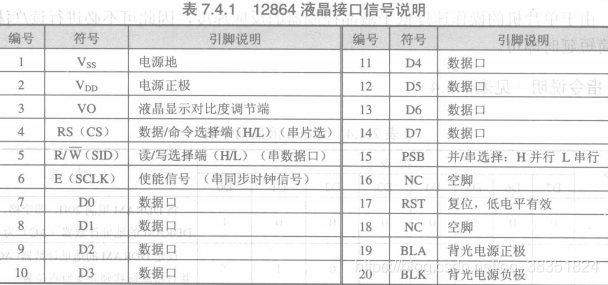 表 7.4.1 12864 液晶接口信号说明
编号 符号 引脚说明 编号 符号 引脚说明
1 VSS 电源地 11 D4 数据口
2 VDD 电源正极 12 D5 数据口
3 VO 液晶显示对比度调节端 13 D6 数据口
4 RS（CS） 数据/命令选择端（H/L）（串片选） 14 D7 数据口
5 R/W̅（SID） 读/写选择端（H/L）（串数据口） 15 PSB 并/串选择：H 并行 L 串行
6 E（SCLK） 使能信号（串同步时钟信号） 16 NC 空脚
7 D0 数据口 17 RST 复位，低电平有效
8 D1 数据口 18 NC 空脚
9 D2 数据口 19 BLA 背光电源正极
10 D3 数据口 20 BLK 背光电源负极